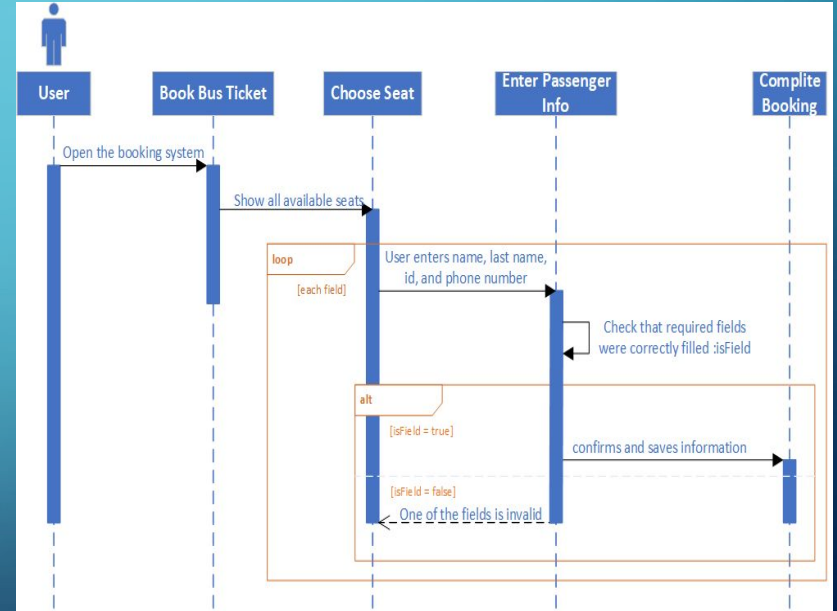 User
Book Bus Ticket
Choose Seat
Enter Passenger
Info
Complite
Booking
Open the booking system
Show all available seats
loop
[each field]
User enters name, last name,
id, and phone number
Check that required fields
were correctly filled :isField
alt
[isField = true]
confirms and saves information
[isField = false]
One of the fields is invalid